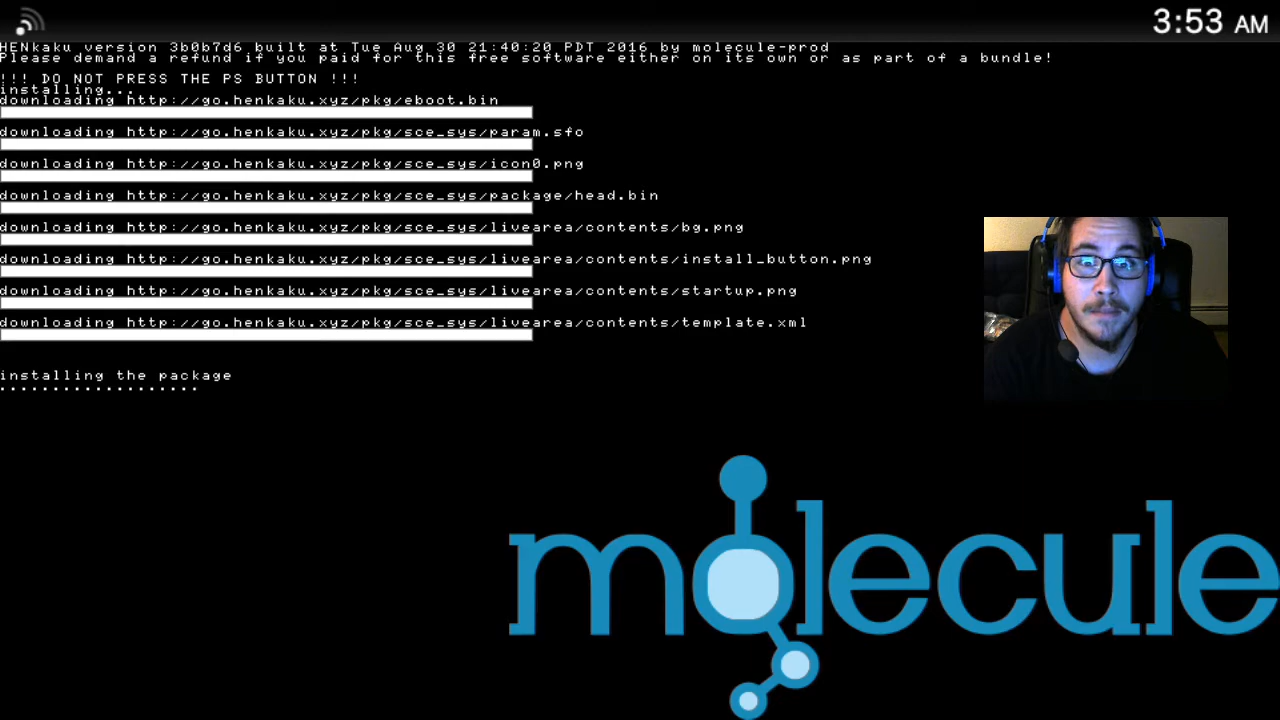 3:53 AM
HENkaku version 3b0b7d6 built at Tue Aug 30 21:40:20 PDT 2016 by molecule-prod
Please demand a refund if you paid for this free software either on its own or as part of a bundle!
!!! DO NOT PRESS THE PS BUTTON !!!
installing...
downloading http://go.henkaku.xyz/pkg/eboot.bin
downloading http://go.henkaku.xyz/pkg/sce_sys/param.sfo
downloading http://go.henkaku.xyz/pkg/sce_sys/icon0.png
downloading http://go.henkaku.xyz/pkg/sce_sys/package/head.bin
downloading http://go.henkaku.xyz/pkg/sce_sys/livearea/contents/bg.png
downloading http://go.henkaku.xyz/pkg/sce_sys/livearea/contents/install_button.png
downloading http://go.henkaku.xyz/pkg/sce_sys/livearea/contents/startup.png
downloading http://go.henkaku.xyz/pkg/sce_sys/livearea/contents/template.xml
installing the package
...................
molecule